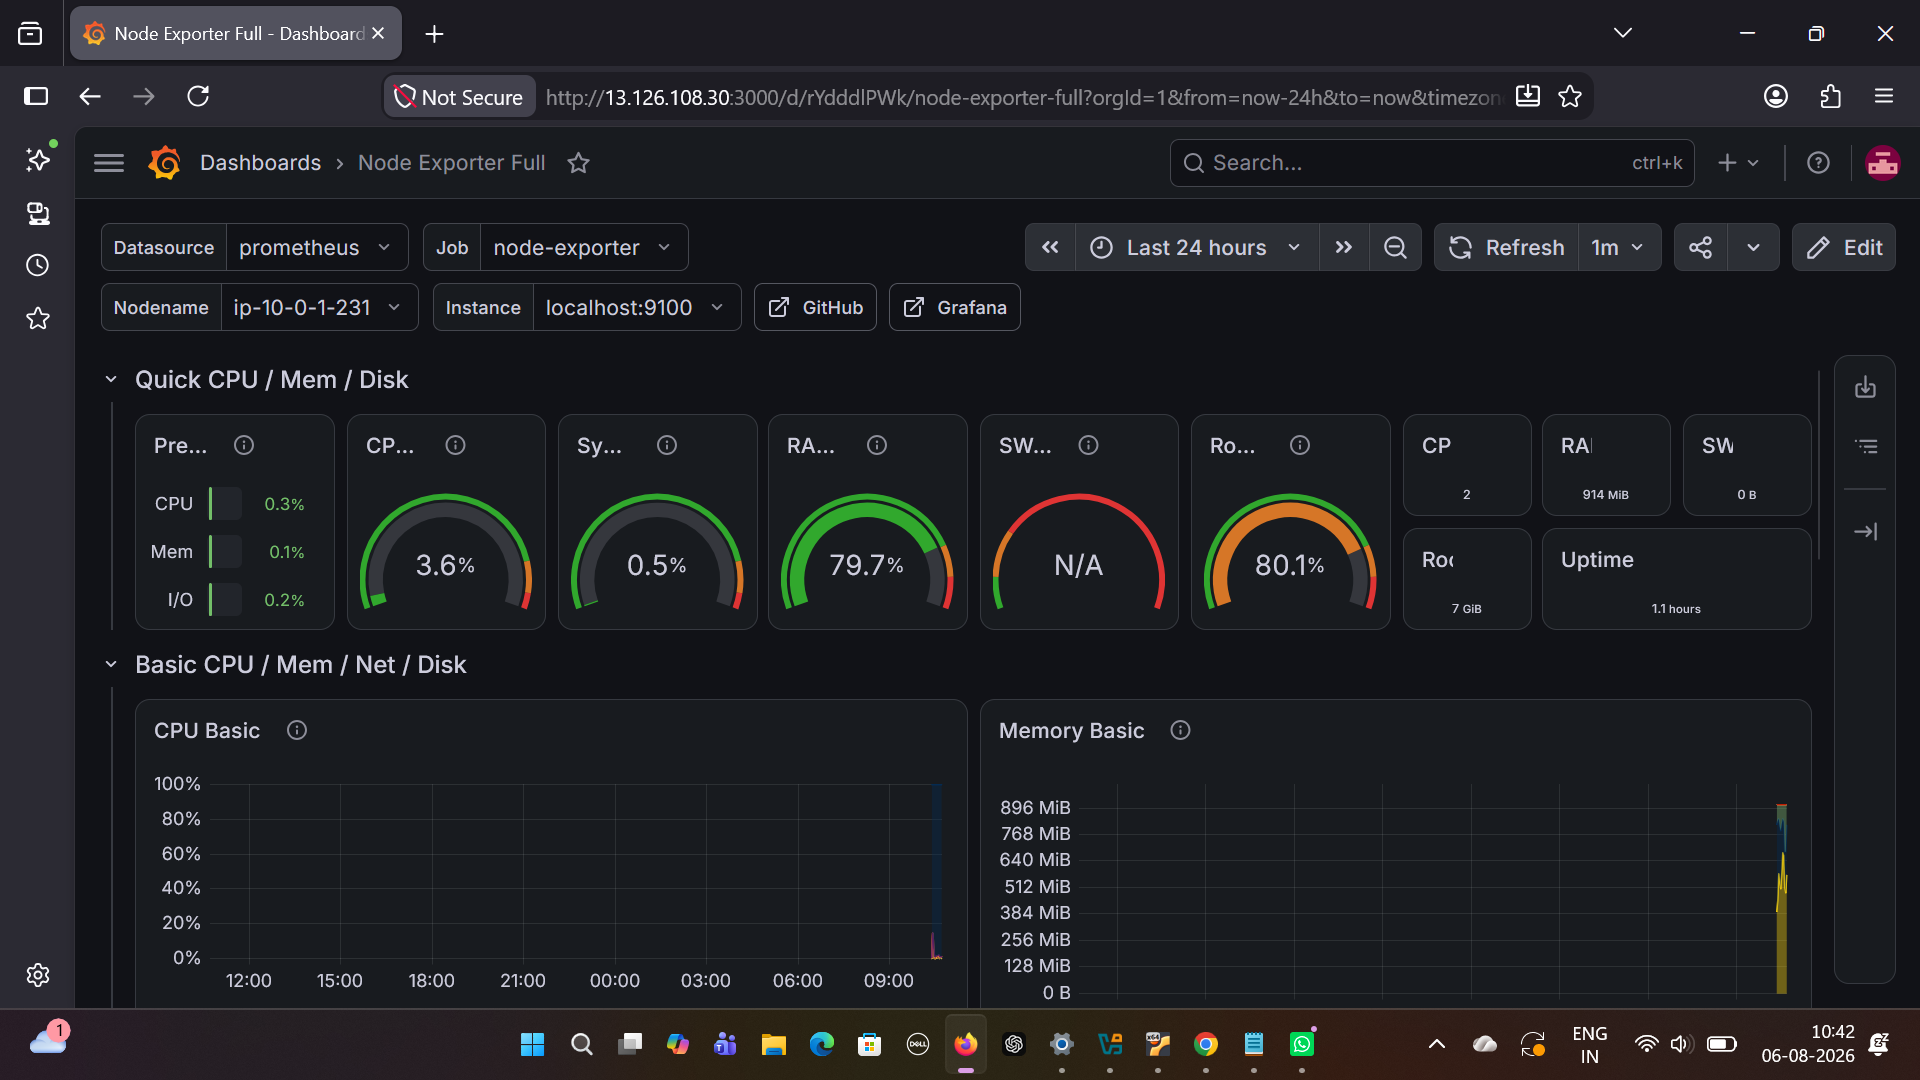 Node Exporter Full - Dashboard
Not Secure
http://13.126.108.30:3000/d/rYdddlPWk/node-exporter-full?orgId=1&from=now-24h&to=now&timezon
Dashboards › Node Exporter Full
Search... ctrl+k
Datasource prometheus
Job node-exporter
Last 24 hours
Refresh 1m
Edit
Nodename ip-10-0-1-231
Instance localhost:9100
GitHub
Grafana
Quick CPU / Mem / Disk
Pre...
CPU 0.3%
Mem 0.1%
I/O 0.2%
CP...
3.6%
Sy...
0.5%
RA...
79.7%
SW...
N/A
Ro...
80.1%
CP
2
RA
914 MiB
SW
0 B
Roo
7 GiB
Uptime
1.1 hours
Basic CPU / Mem / Net / Disk
CPU Basic
100%
80%
60%
40%
20%
0%
12:00 15:00 18:00 21:00 00:00 03:00 06:00 09:00
Memory Basic
896 MiB
768 MiB
640 MiB
512 MiB
384 MiB
256 MiB
128 MiB
0 B
1
DELL
ENG
IN
10:42
06-08-2026